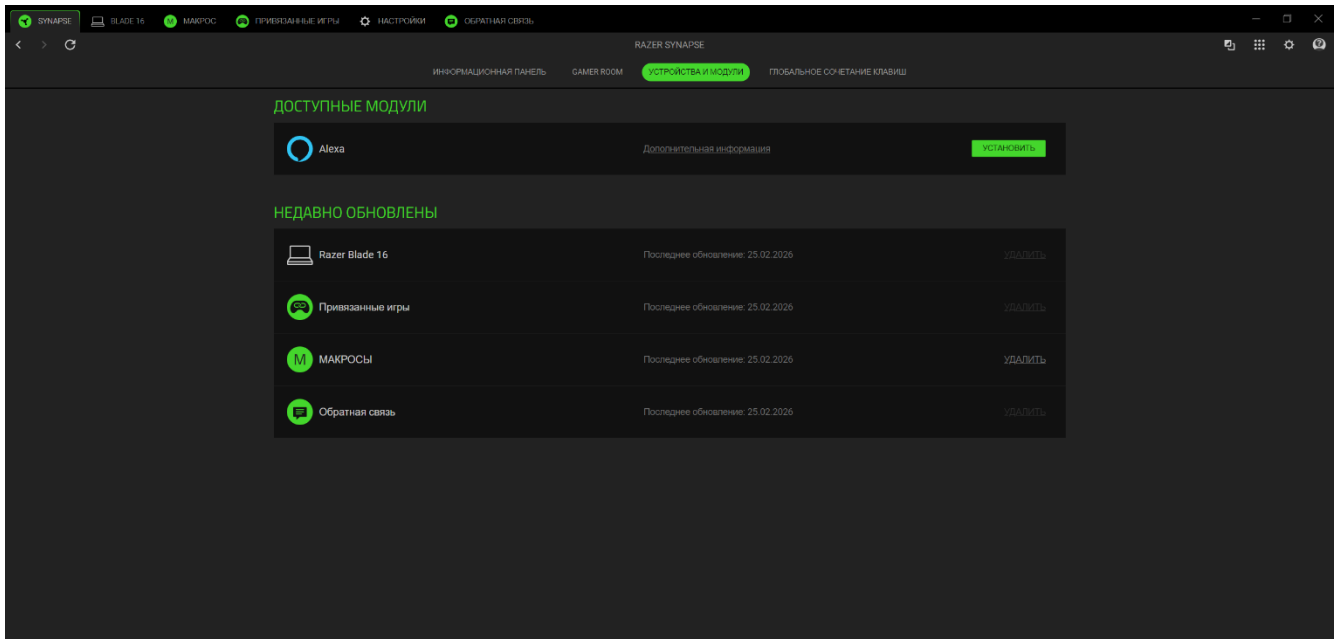 SYNAPSE BLADE 16 МАКРОС ПРИВЯЗАННЫЕ ИГРЫ НАСТРОЙКИ ОБРАТНАЯ СВЯЗЬ
RAZER SYNAPSE
ИНФОРМАЦИОННАЯ ПАНЕЛЬ GAMER ROOM УСТРОЙСТВА И МОДУЛИ ГЛОБАЛЬНОЕ СОЧЕТАНИЕ КЛАВИШ
ДОСТУПНЫЕ МОДУЛИ
Alexa Дополнительная информация УСТАНОВИТЬ
НЕДАВНО ОБНОВЛЕНЫ
Razer Blade 16 Последнее обновление: 25.02.2026 УДАЛИТЬ
Привязанные игры Последнее обновление: 25.02.2026 УДАЛИТЬ
M МАКРОСЫ Последнее обновление: 25.02.2026 УДАЛИТЬ
Обратная связь Последнее обновление: 25.02.2026 УДАЛИТЬ